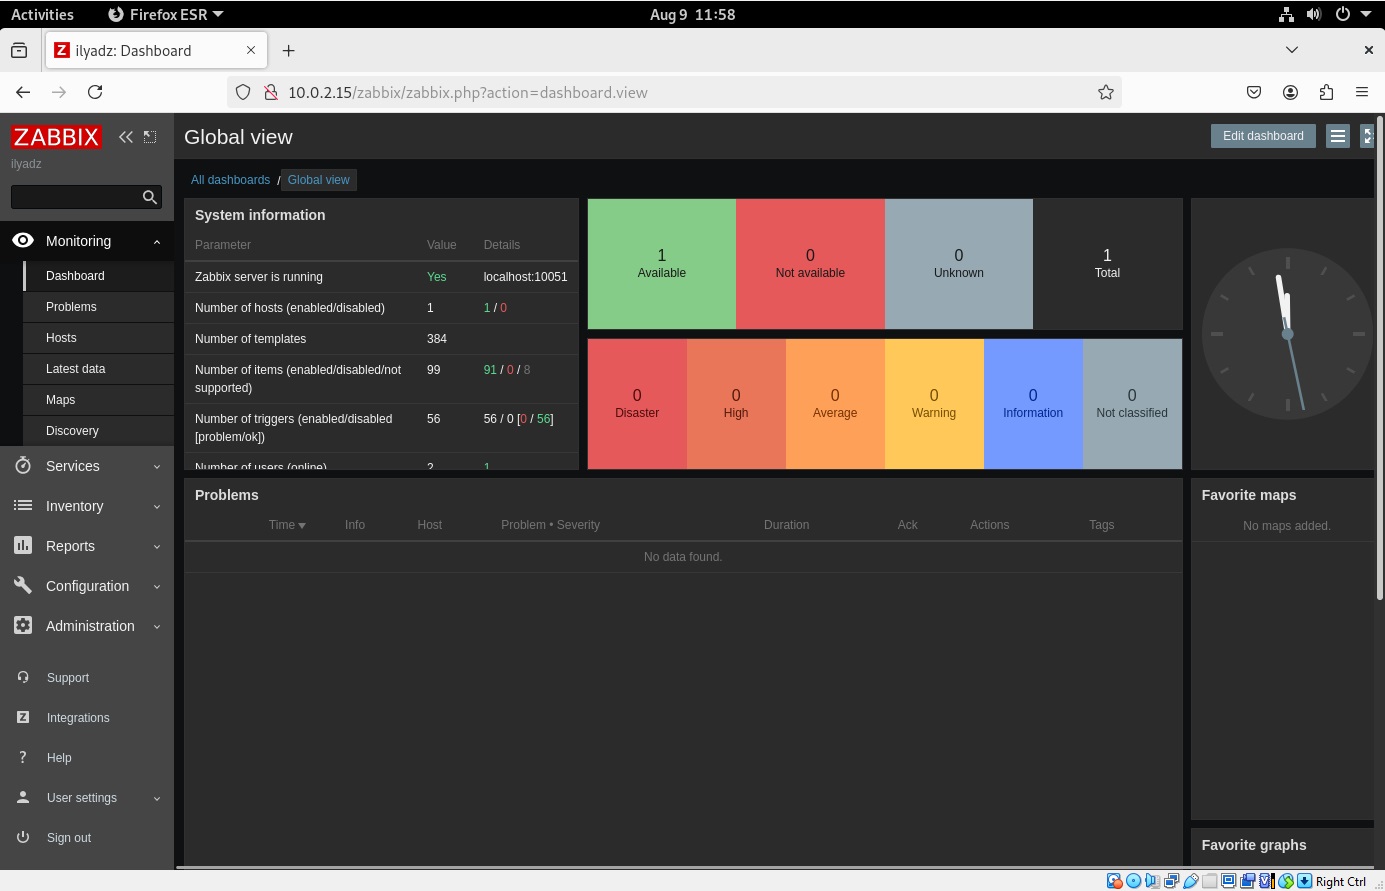 Activities
Firefox ESR
Aug 9 11:58
ilyadz: Dashboard
10.0.2.15/zabbix/zabbix.php?action=dashboard.view
ZABBIX
ilyadz
Monitoring
Dashboard
Problems
Hosts
Latest data
Maps
Discovery
Services
Inventory
Reports
Configuration
Administration
Support
Integrations
Help
User settings
Sign out
Global view
Edit dashboard
All dashboards / Global view
System information
Parameter Value Details
Zabbix server is running Yes localhost:10051
Number of hosts (enabled/disabled) 1 1 / 0
Number of templates 384
Number of items (enabled/disabled/not 99 91 / 0 / 8
supported)
Number of triggers (enabled/disabled 56 56 / 0 [0 / 56]
[problem/ok])
Number of users (online) 2 1
1 0 0 1
Available Not available Unknown Total
0 0 0 0 0 0
Disaster High Average Warning Information Not classified
Problems
Time Info Host Problem • Severity Duration Ack Actions Tags
No data found.
Favorite maps
No maps added.
Favorite graphs
Right Ctrl